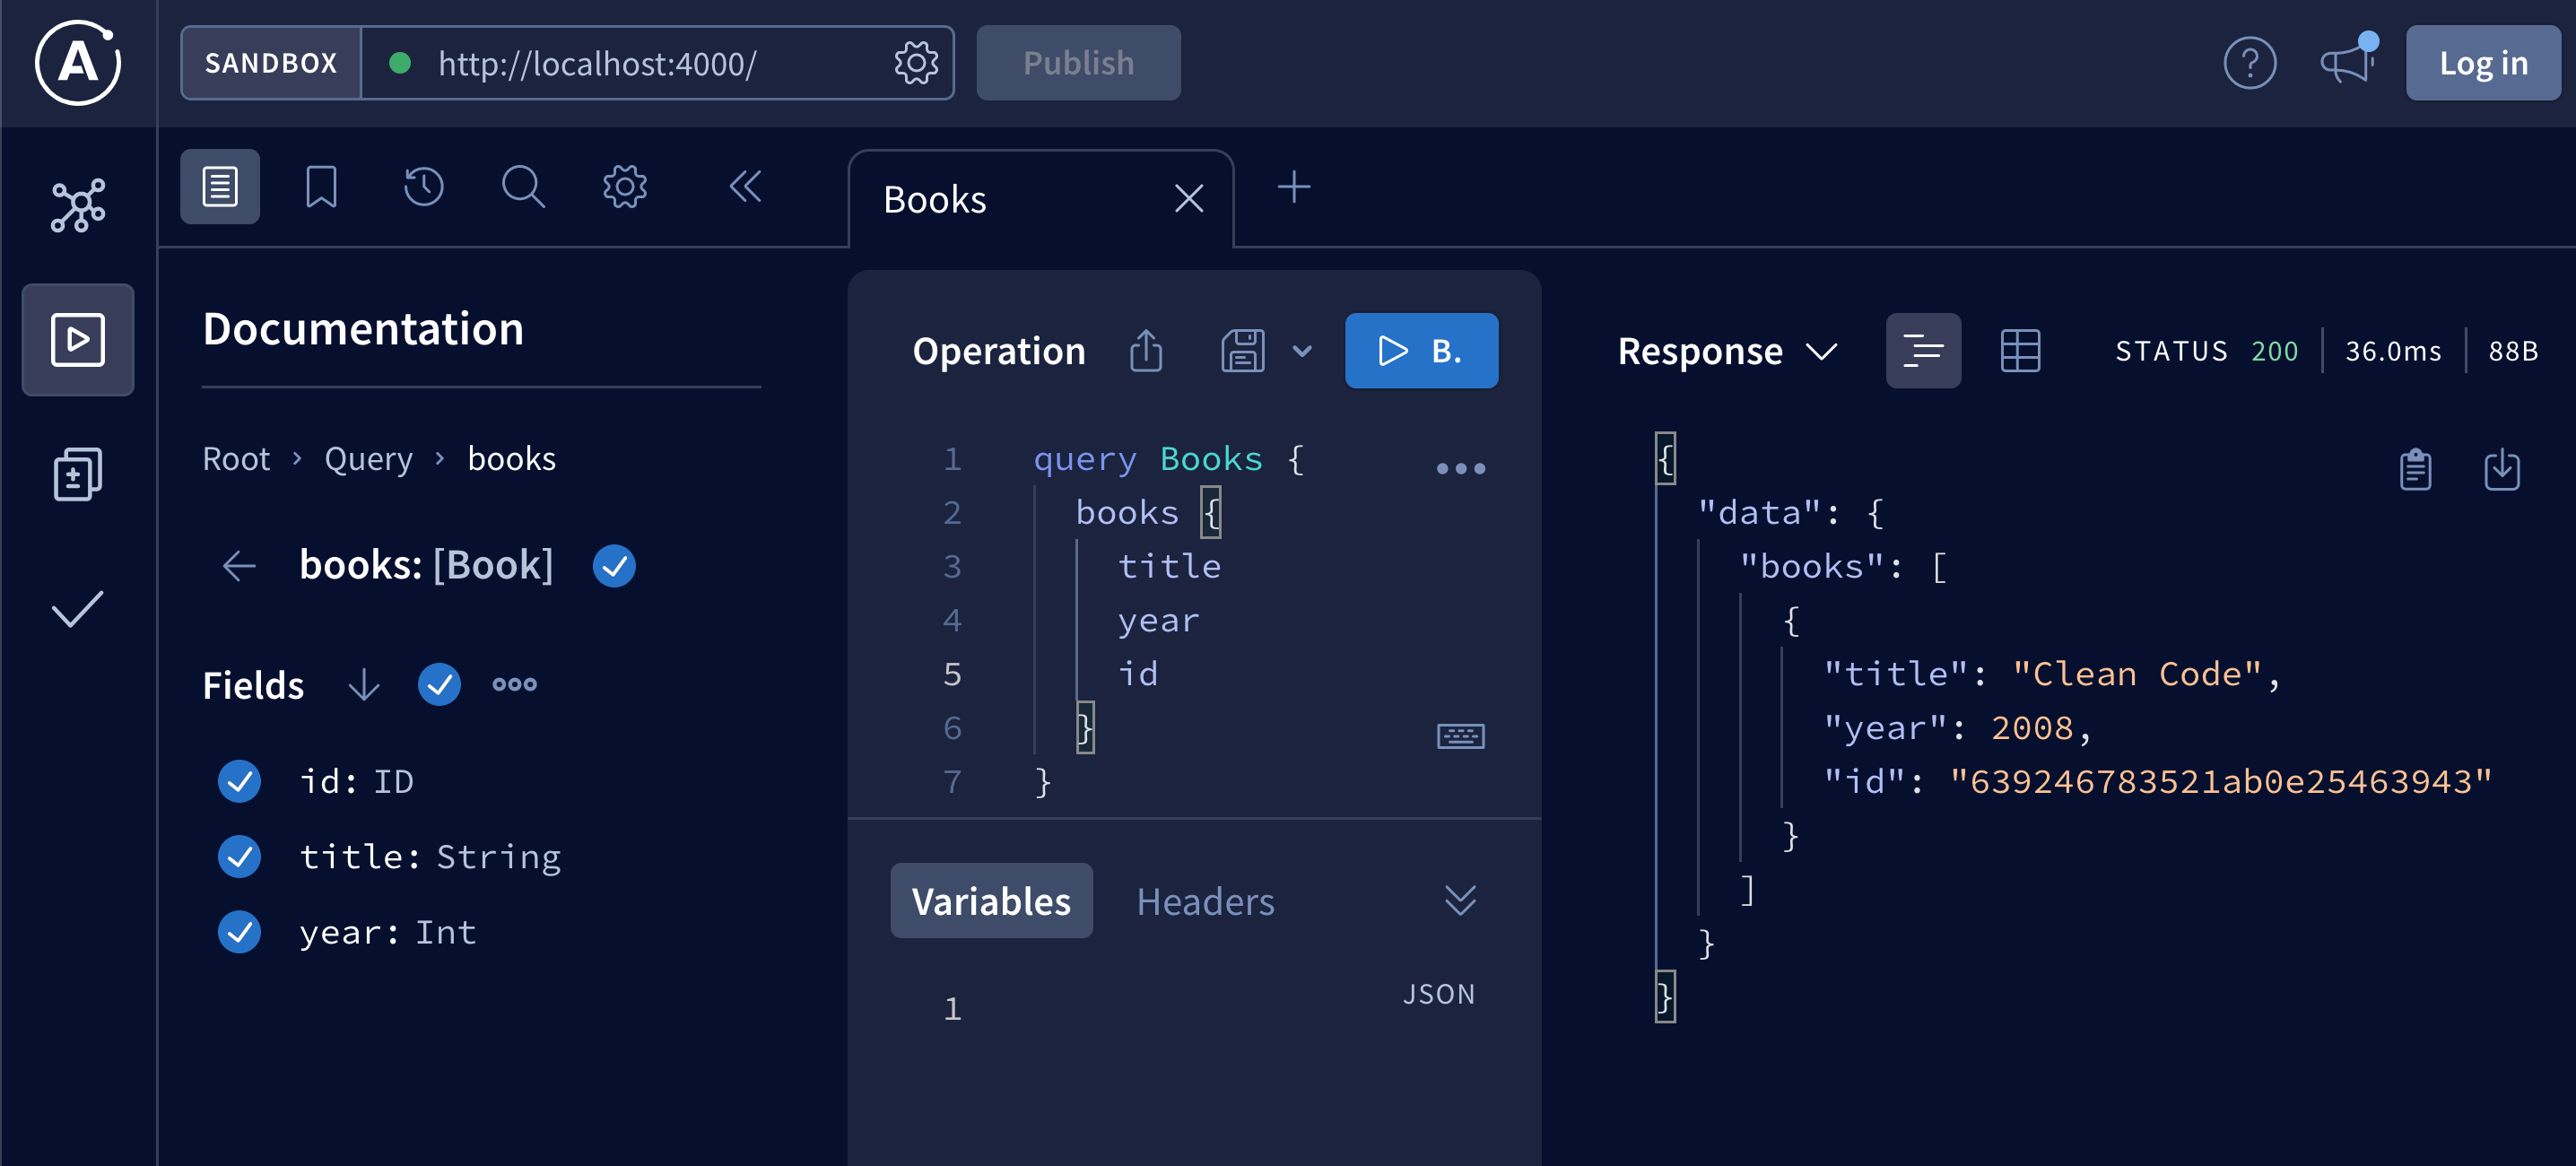 A
SANDBOX http://localhost:4000/ Publish ? Log in
Books
Documentation
Root › Query › books
books: [Book]
Fields
id: ID
title: String
year: Int
Operation B.
1 query Books {
2 books {
3 title
4 year
5 id
6 }
7 }
Variables Headers
1 JSON
Response STATUS 200 36.0ms 88B
{
"data": {
"books": [
{
"title": "Clean Code",
"year": 2008,
"id": "639246783521ab0e25463943"
}
]
}
}